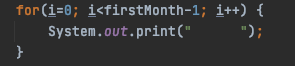 for(i=0; i<firstMonth-1; i++) {
    System.out.print("       ");
}